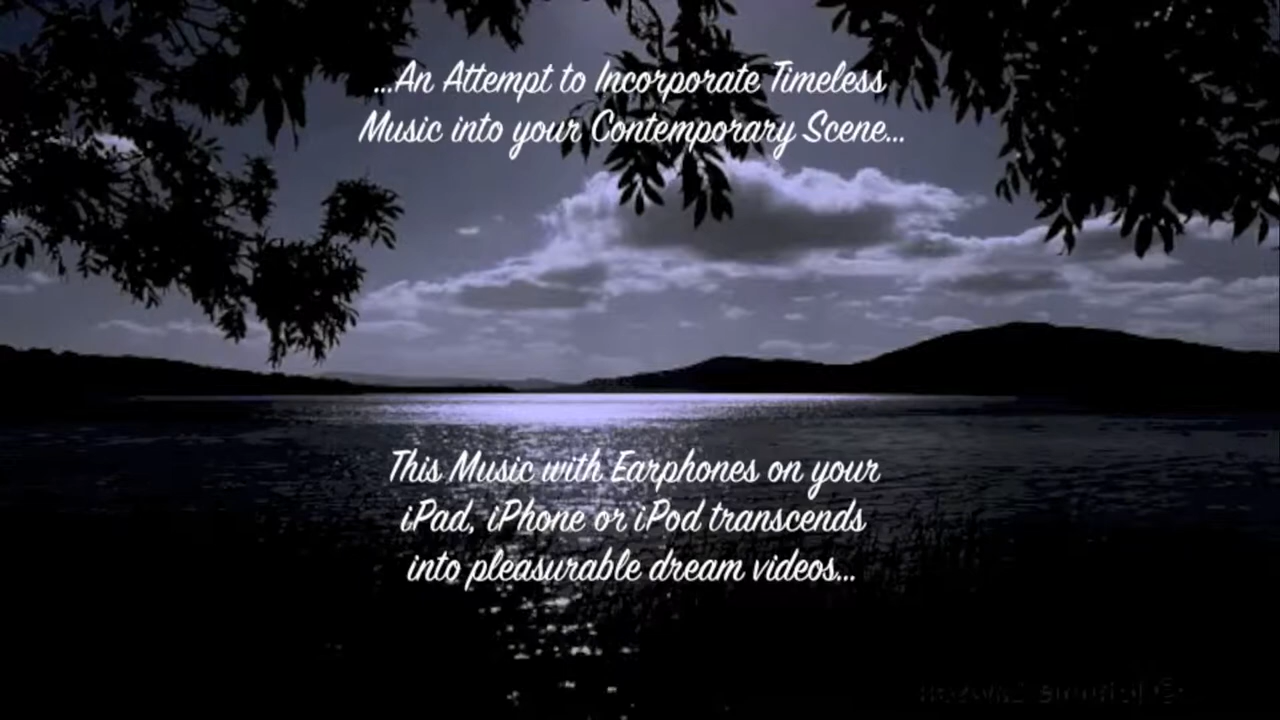 ...An Attempt to Incorporate Timeless
Music into your Contemporary Scene...
This Music with Earphones on your
iPad, iPhone or iPod transcends
into pleasurable dream videos...